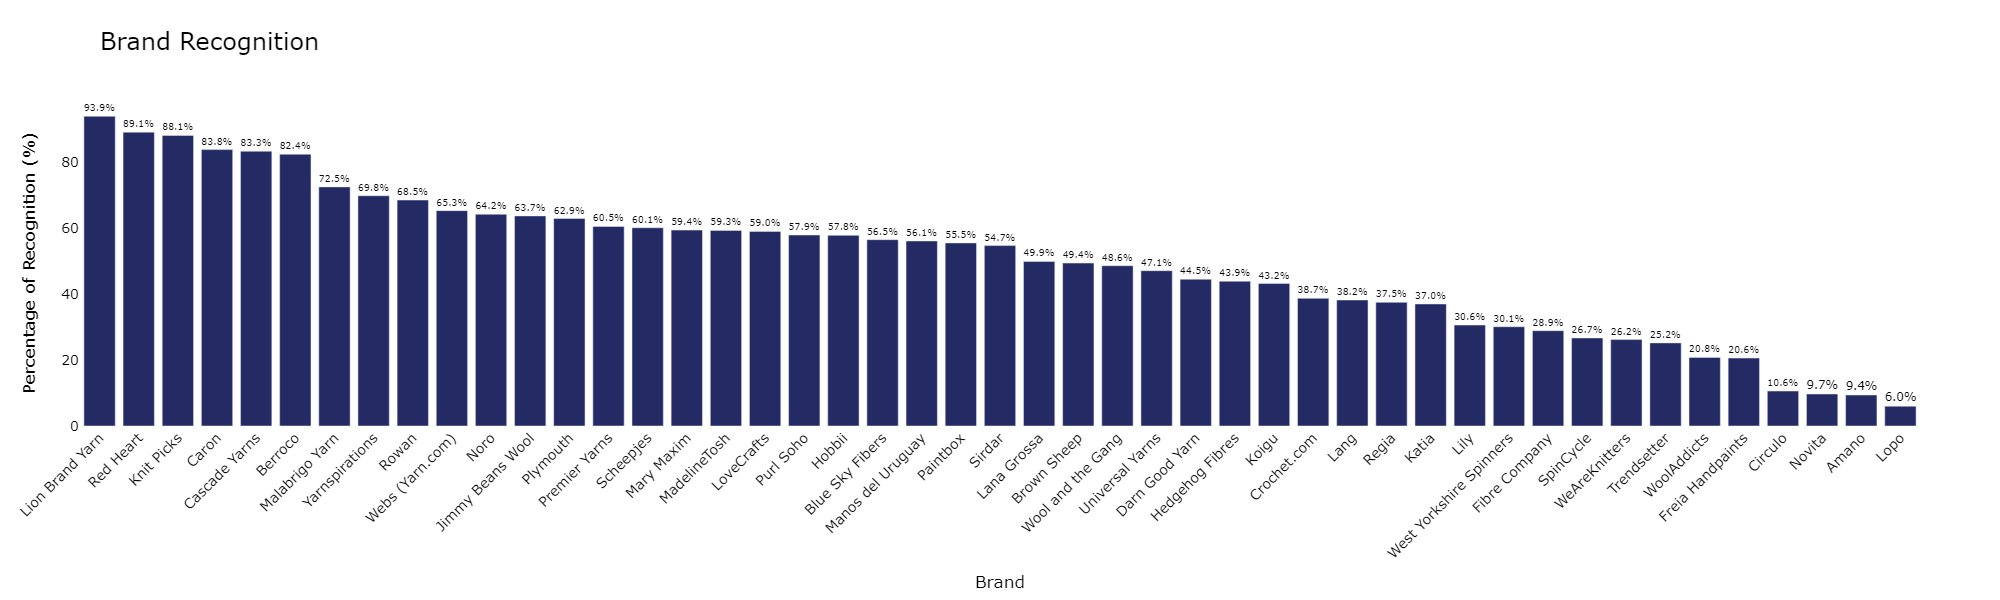 Brand Recognition
Percentage of Recognition (%)
80
60
40
20
0
93.9%
89.1%
88.1%
83.8%
83.3%
82.4%
72.5%
69.8%
68.5%
65.3%
64.2%
63.7%
62.9%
60.5%
60.1%
59.4%
59.3%
59.0%
57.9%
57.8%
56.5%
56.1%
55.5%
54.7%
49.9%
49.4%
48.6%
47.1%
44.5%
43.9%
43.2%
38.7%
38.2%
37.5%
37.0%
30.6%
30.1%
28.9%
26.7%
26.2%
25.2%
20.8%
20.6%
10.6%
9.7%
9.4%
6.0%
Lion Brand Yarn
Red Heart
Knit Picks
Caron
Cascade Yarns
Berroco
Malabrigo Yarn
Yarnspirations
Rowan
Webs (Yarn.com)
Noro
Jimmy Beans Wool
Plymouth
Premier Yarns
Scheepjes
Mary Maxim
MadelineTosh
LoveCrafts
Purl Soho
Hobbii
Blue Sky Fibers
Manos del Uruguay
Paintbox
Sirdar
Lana Grossa
Brown Sheep
Wool and the Gang
Universal Yarns
Darn Good Yarn
Hedgehog Fibres
Koigu
Crochet.com
Lang
Regia
Katia
Lily
West Yorkshire Spinners
Fibre Company
SpinCycle
WeAreKnitters
Trendsetter
WoolAddicts
Freia Handpaints
Circulo
Novita
Amano
Lopo
Brand